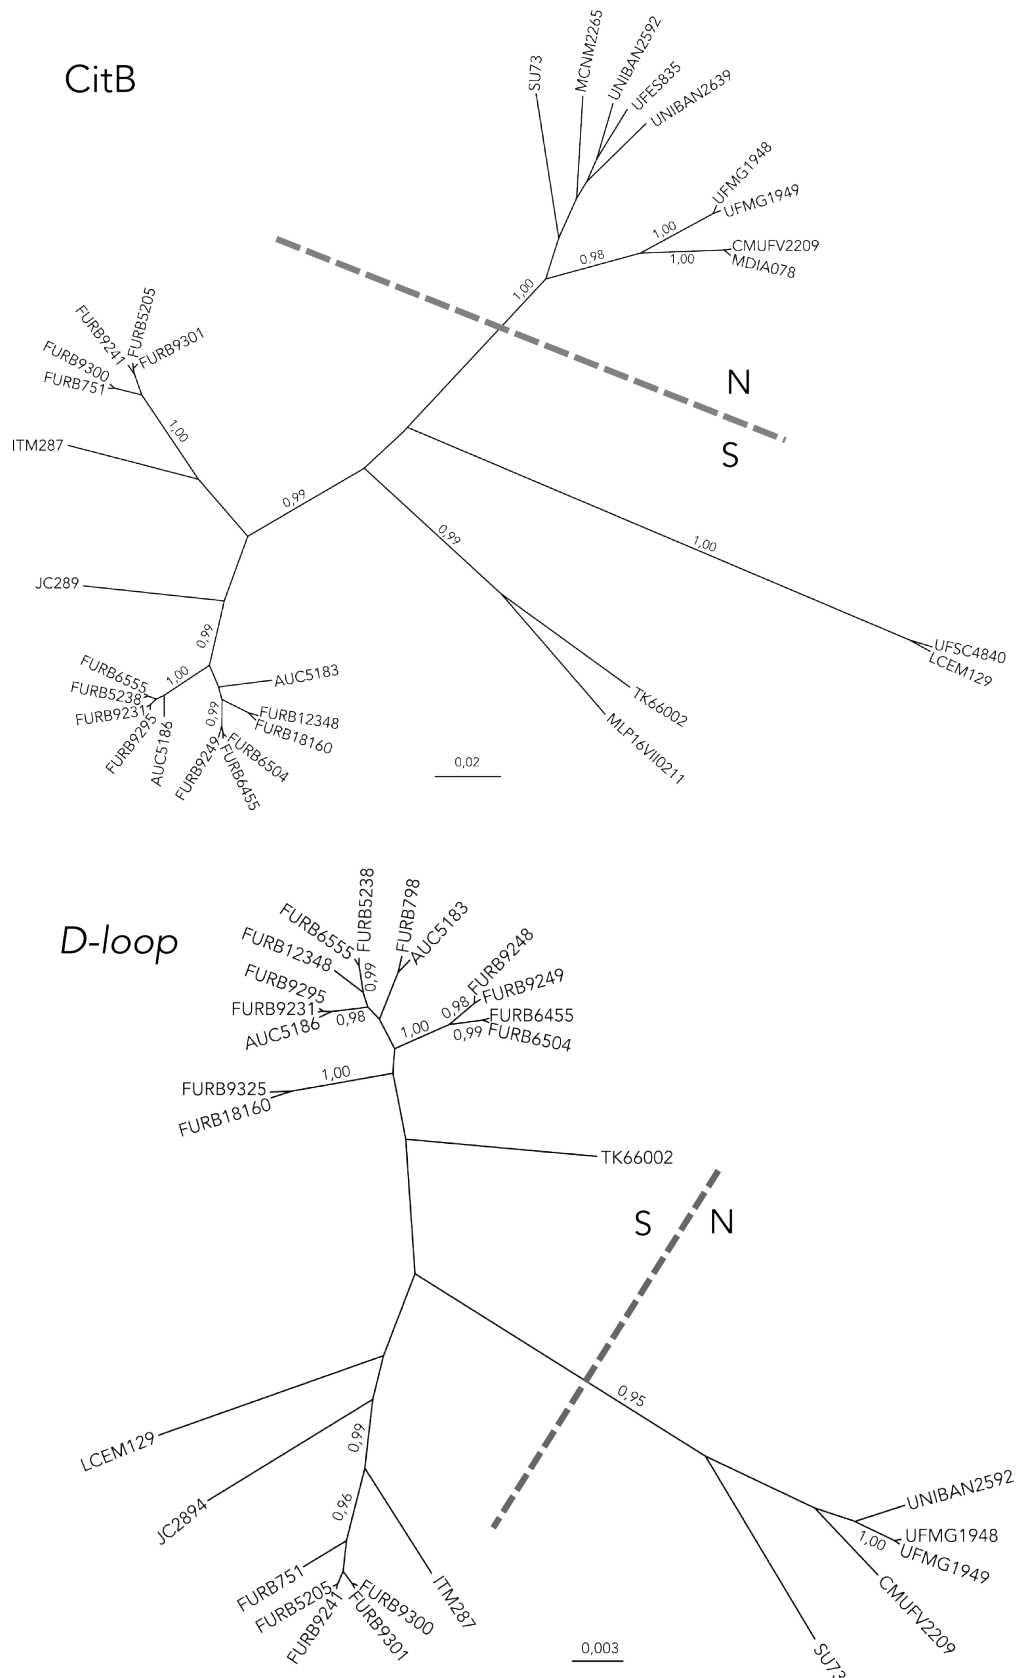 CitB
SU73
MCNM2265
UNIBAN2592
UFES835
UNIBAN2639
UFMG1948
UFMG1949
1,00
0,98
1,00
CMUFV2209
MDIA078
1,00
N
S
FURB9241
FURB5205
FURB9301
FURB9300
FURB751
1,00
ITM287
0,99
0,99
1,00
JC289
0,99
UFSC4840
LCEM129
1,00
FURB6555
FURB5238
FURB9231
FURB9295
AUC5186
AUC5183
0,99
FURB12348
FURB18160
FURB9249
FURB6504
FURB6455
TK66002
MLP16VII0211
0,02
D-loop
FURB5238
FURB6555
FURB798
AUC5183
FURB12348
0,99
FURB9295
FURB9231
0,98
AUC5186
FURB9248
0,98
FURB9249
1,00
FURB6455
0,99
FURB6504
1,00
FURB9325
FURB18160
TK66002
S
N
0,95
LCEM129
0,99
JC2894
0,96
FURB751
FURB5205
FURB9241
FURB9300
FURB9301
ITM287
UNIBAN2592
UFMG1948
1,00
UFMG1949
CMUFV2209
SU73
0,003